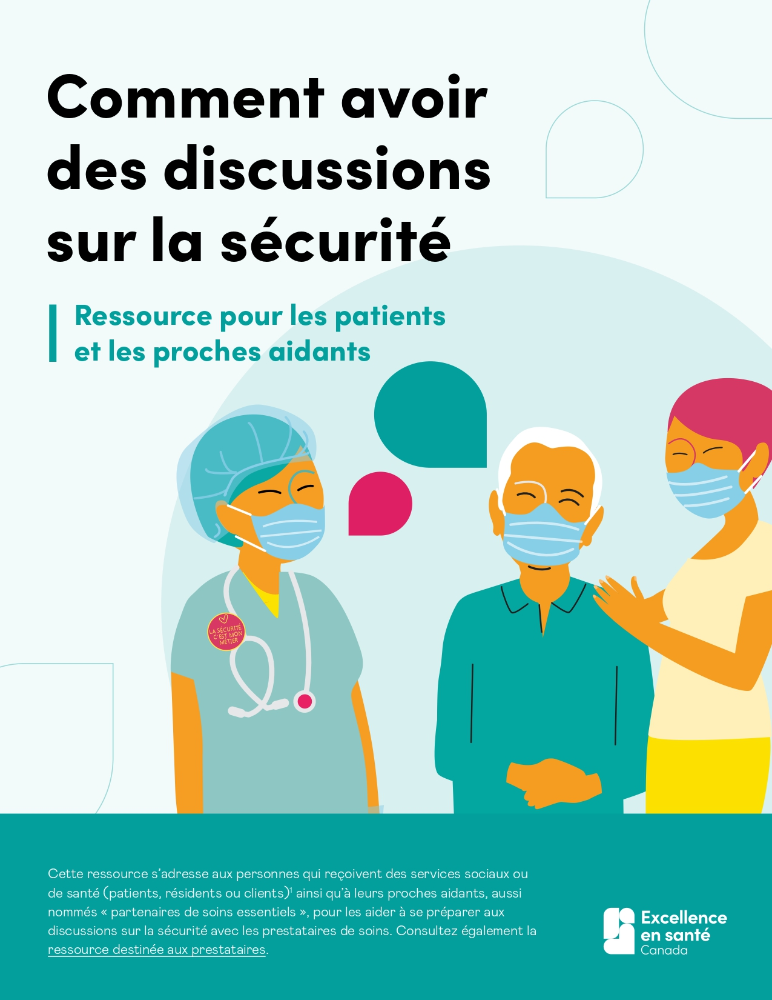 Comment avoir
des discussions
sur la sécurité
Ressource pour les patients
et les proches aidants
LA SÉCURITÉ,
C'EST MON
MÉTIER
Cette ressource s’adresse aux personnes qui reçoivent des services sociaux ou
de santé (patients, résidents ou clients)¹ ainsi qu’à leurs proches aidants, aussi
nommés « partenaires de soins essentiels », pour les aider à se préparer aux
discussions sur la sécurité avec les prestataires de soins. Consultez également la
ressource destinée aux prestataires.
Excellence
en santé
Canada